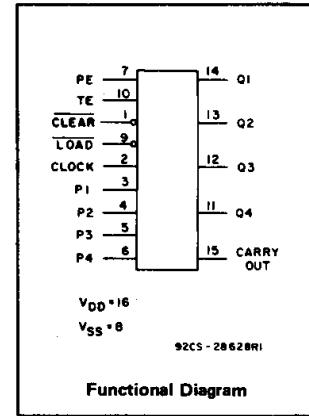 PE 7 14 Q1
TE 10
CLEAR 1 13 Q2
LOAD 9
CLOCK 2 12 Q3
P1 3
P2 4 11 Q4
P3 5
P4 6 15 CARRY OUT
VDD = 16
VSS = 8
92CS-28628R1
Functional Diagram